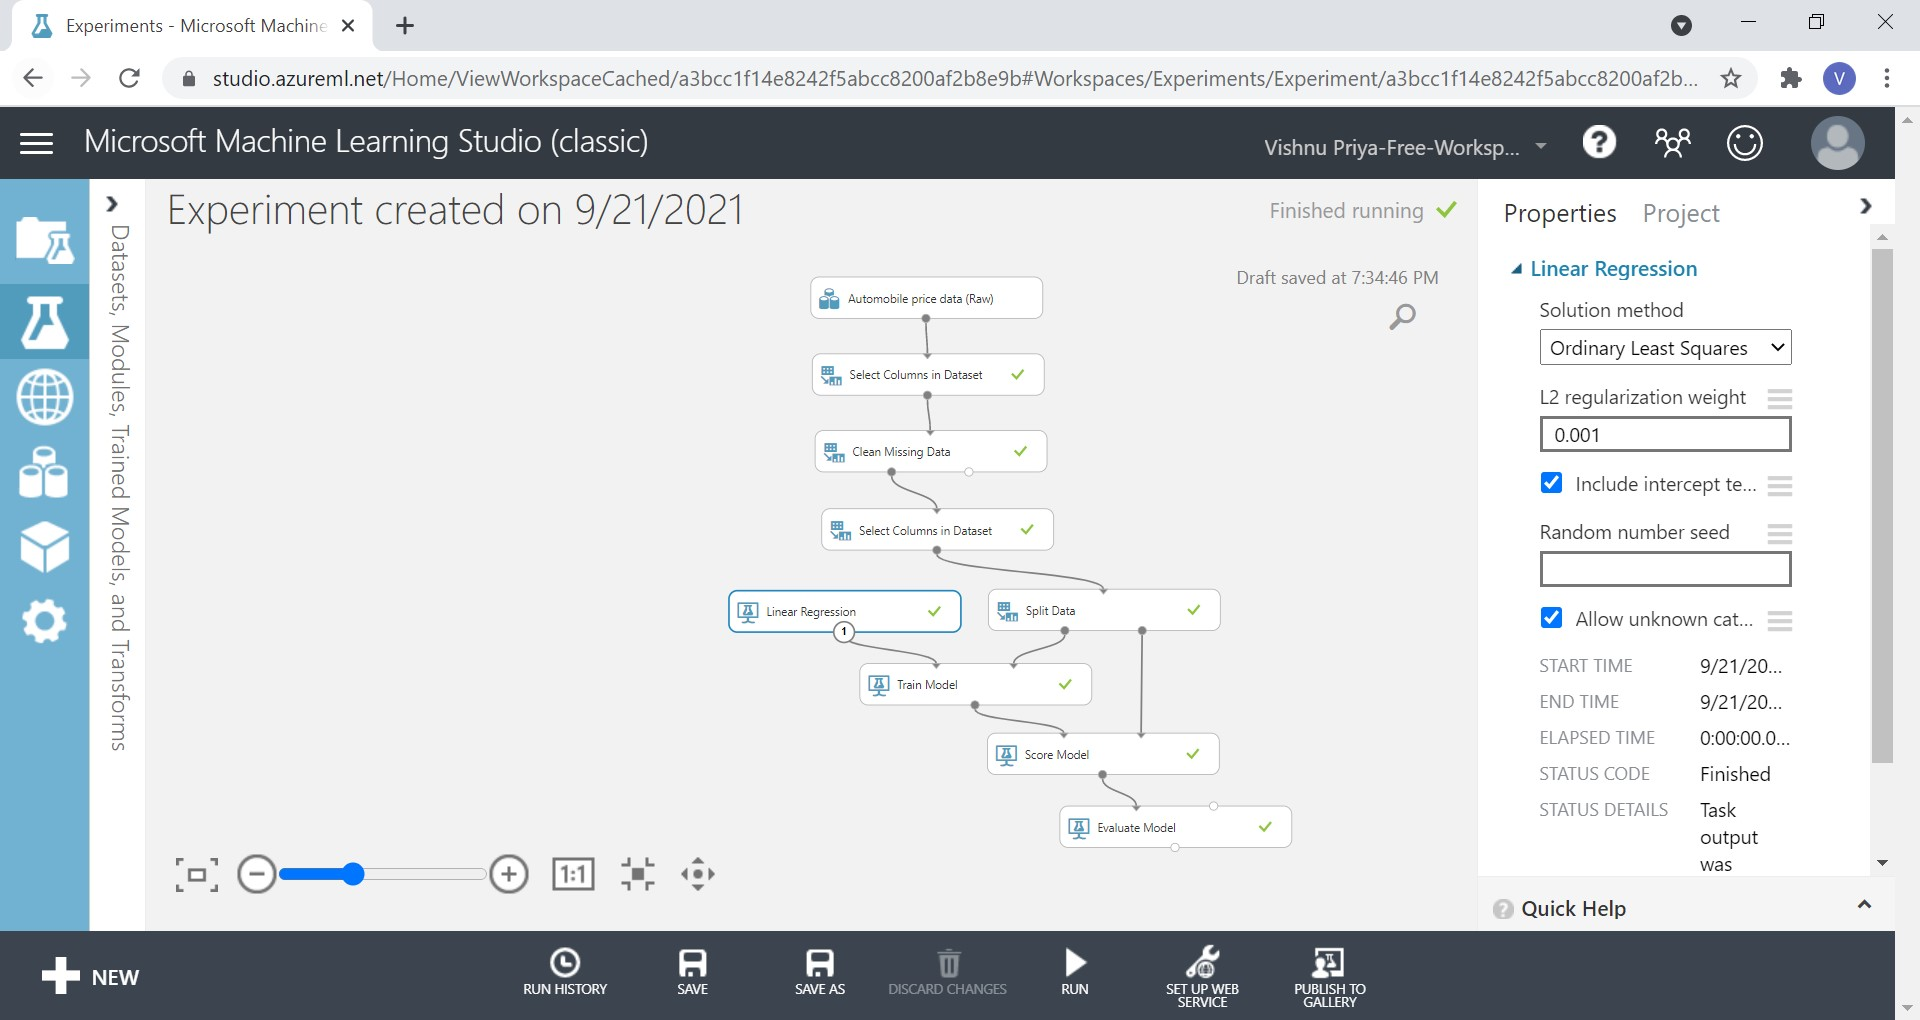 Experiments - Microsoft Machine
studio.azureml.net/Home/ViewWorkspaceCached/a3bcc1f14e8242f5abcc8200af2b8e9b#Workspaces/Experiments/Experiment/a3bcc1f14e8242f5abcc8200af2b...
V
Microsoft Machine Learning Studio (classic)
Vishnu Priya-Free-Worksp...
?
Datasets, Modules, Trained Models, and Transforms
Experiment created on 9/21/2021
Finished running
Draft saved at 7:34:46 PM
Automobile price data (Raw)
Select Columns in Dataset
Clean Missing Data
Select Columns in Dataset
Linear Regression
1
Split Data
Train Model
Score Model
Evaluate Model
1:1
Properties Project
Linear Regression
Solution method
Ordinary Least Squares
L2 regularization weight
0.001
Include intercept te...
Random number seed
Allow unknown cat...
START TIME 9/21/20...
END TIME 9/21/20...
ELAPSED TIME 0:00:00.0...
STATUS CODE Finished
STATUS DETAILS Task
output
was
? Quick Help
NEW
RUN HISTORY
SAVE
SAVE AS
DISCARD CHANGES
RUN
SET UP WEB
SERVICE
PUBLISH TO
GALLERY